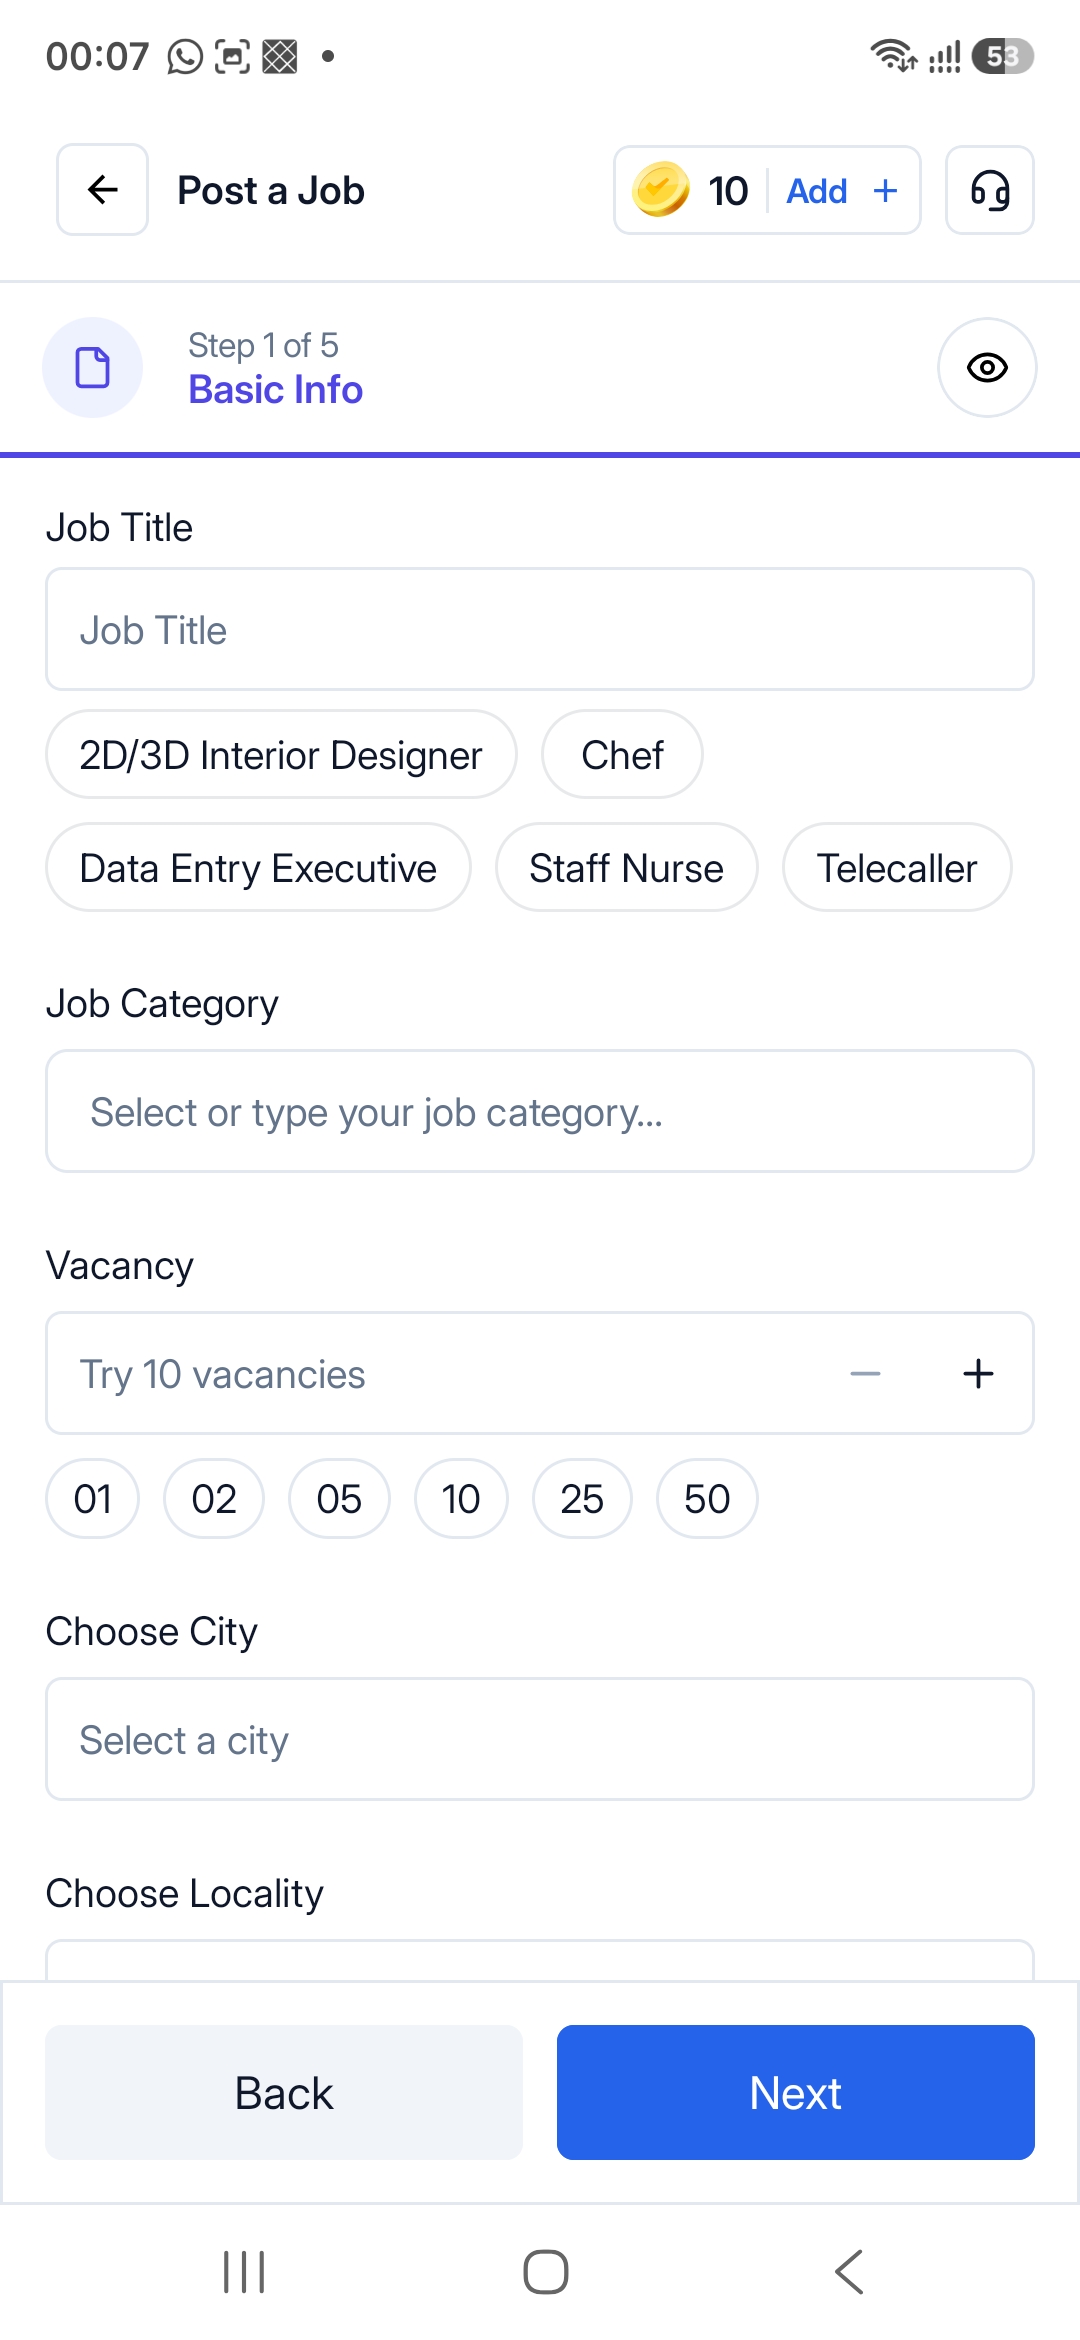 00:07
53
Post a Job
10 Add +
Step 1 of 5
Basic Info
Job Title
Job Title
2D/3D Interior Designer Chef
Data Entry Executive Staff Nurse Telecaller
Job Category
Select or type your job category...
Vacancy
Try 10 vacancies − +
01 02 05 10 25 50
Choose City
Select a city
Choose Locality
Back Next